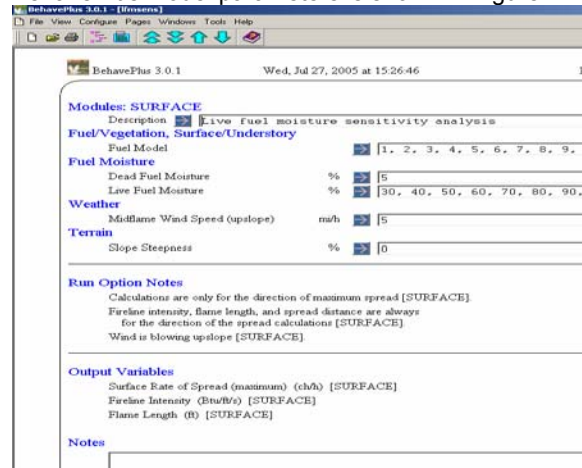 BehavePlus 3.0.1 - [lfmsens]
File View Configure Pages Windows Tools Help
BehavePlus 3.0.1 Wed, Jul 27, 2005 at 15:26:46
Modules: SURFACE
Description Live fuel moisture sensitivity analysis
Fuel/Vegetation, Surface/Understory
Fuel Model 1, 2, 3, 4, 5, 6, 7, 8, 9,
Fuel Moisture
Dead Fuel Moisture % 5
Live Fuel Moisture % 30, 40, 50, 60, 70, 80, 90,
Weather
Midflame Wind Speed (upslope) mi/h 5
Terrain
Slope Steepness % 0
Run Option Notes
Calculations are only for the direction of maximum spread [SURFACE].
Fireline intensity, flame length, and spread distance are always
for the direction of the spread calculations [SURFACE].
Wind is blowing upslope [SURFACE].
Output Variables
Surface Rate of Spread (maximum) (ch/h) [SURFACE]
Fireline Intensity (Btu/ft/s) [SURFACE]
Flame Length (ft) [SURFACE]
Notes